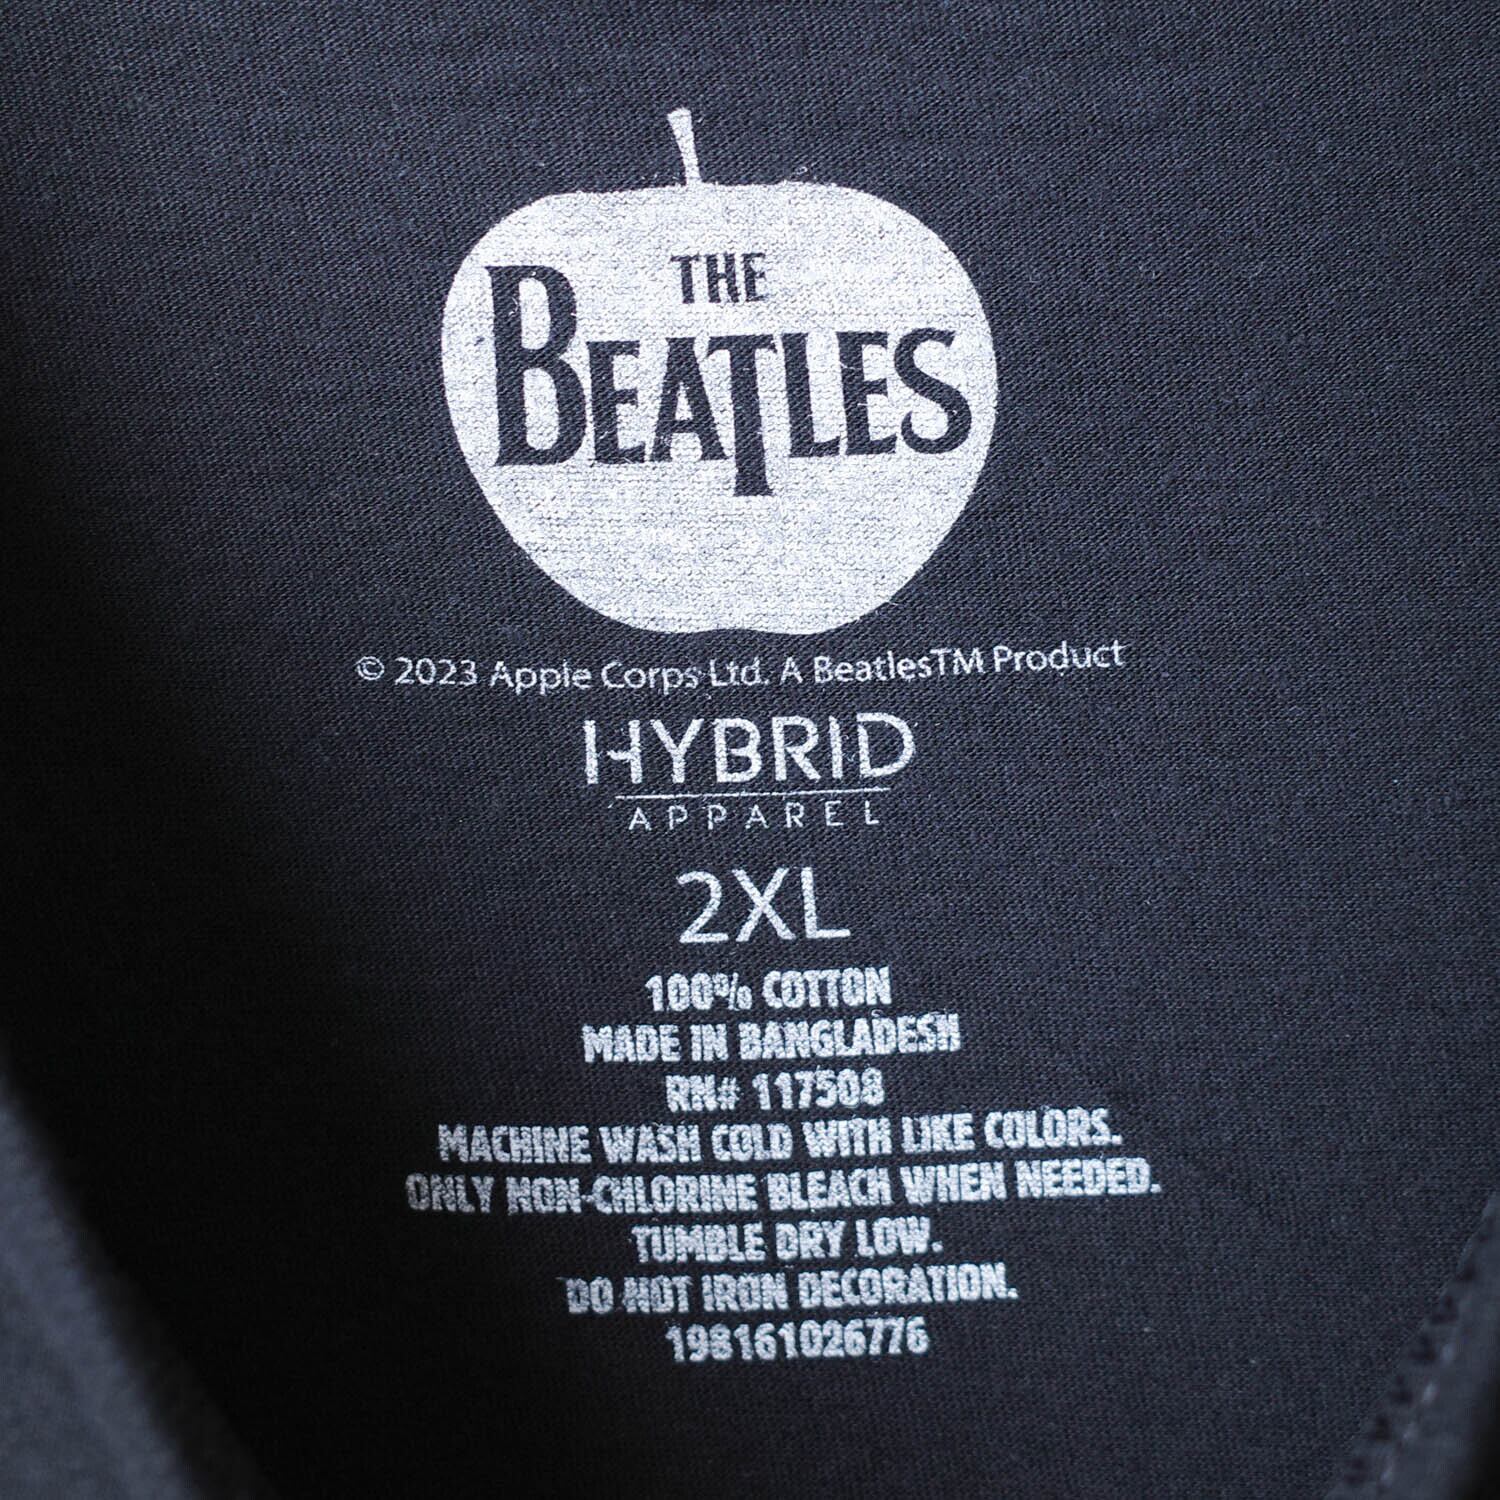 THE
BEATLES
© 2023 Apple Corps Ltd. A BeatlesTM Product
HYBRID
APPAREL
2XL
100% COTTON
MADE IN BANGLADESH
RN# 117508
MACHINE WASH COLD WITH LIKE COLORS.
ONLY NON-CHLORINE BLEACH WHEN NEEDED.
TUMBLE DRY LOW.
DO NOT IRON DECORATION.
198161026776